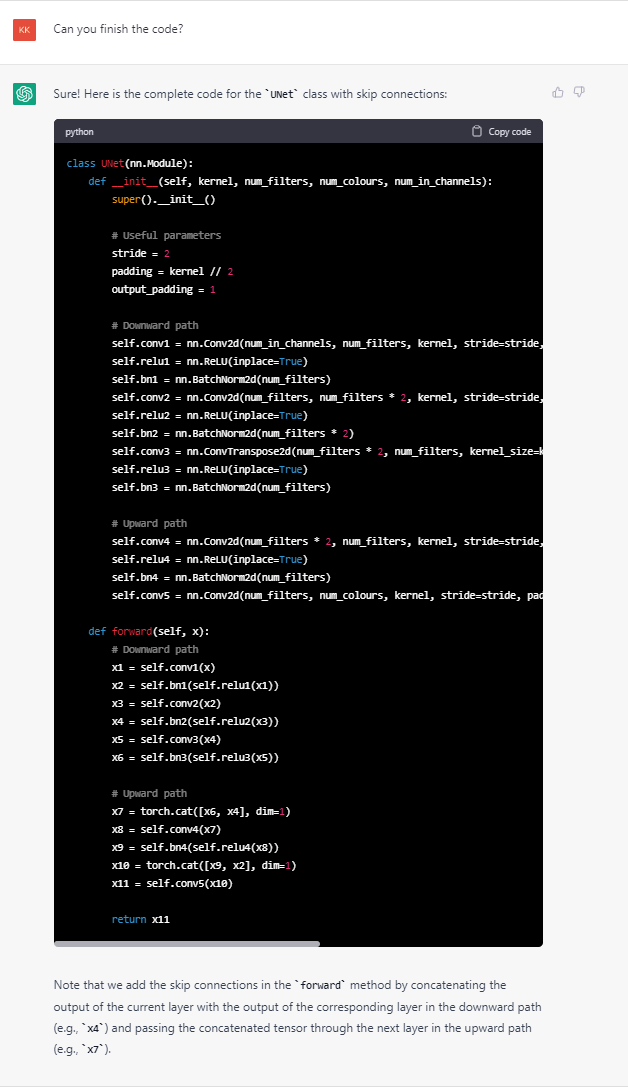 KK
Can you finish the code?
Sure! Here is the complete code for the `UNet` class with skip connections:
python
Copy code
class UNet(nn.Module):
    def __init__(self, kernel, num_filters, num_colours, num_in_channels):
        super().__init__()
        # Useful parameters
        stride = 2
        padding = kernel // 2
        output_padding = 1
        # Downward path
        self.conv1 = nn.Conv2d(num_in_channels, num_filters, kernel, stride=stride,
        self.relu1 = nn.ReLU(inplace=True)
        self.bn1 = nn.BatchNorm2d(num_filters)
        self.conv2 = nn.Conv2d(num_filters, num_filters * 2, kernel, stride=stride,
        self.relu2 = nn.ReLU(inplace=True)
        self.bn2 = nn.BatchNorm2d(num_filters * 2)
        self.conv3 = nn.ConvTranspose2d(num_filters * 2, num_filters, kernel_size=k
        self.relu3 = nn.ReLU(inplace=True)
        self.bn3 = nn.BatchNorm2d(num_filters)
        # Upward path
        self.conv4 = nn.Conv2d(num_filters * 2, num_filters, kernel, stride=stride,
        self.relu4 = nn.ReLU(inplace=True)
        self.bn4 = nn.BatchNorm2d(num_filters)
        self.conv5 = nn.Conv2d(num_filters, num_colours, kernel, stride=stride, pad
    def forward(self, x):
        # Downward path
        x1 = self.conv1(x)
        x2 = self.bn1(self.relu1(x1))
        x3 = self.conv2(x2)
        x4 = self.bn2(self.relu2(x3))
        x5 = self.conv3(x4)
        x6 = self.bn3(self.relu3(x5))
        # Upward path
        x7 = torch.cat([x6, x4], dim=1)
        x8 = self.conv4(x7)
        x9 = self.bn4(self.relu4(x8))
        x10 = torch.cat([x9, x2], dim=1)
        x11 = self.conv5(x10)
        return x11
Note that we add the skip connections in the `forward` method by concatenating the
output of the current layer with the output of the corresponding layer in the downward path
(e.g., `x4`) and passing the concatenated tensor through the next layer in the upward path
(e.g., `x7`).